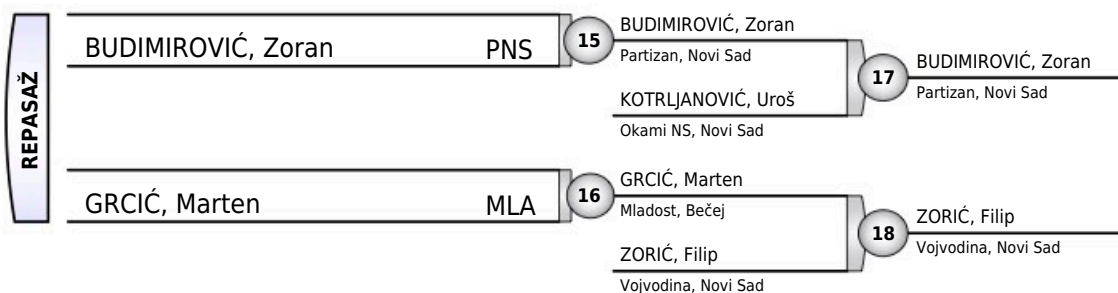 REPASAŽ
BUDIMIROVIĆ, Zoran PNS
15
BUDIMIROVIĆ, Zoran
Partizan, Novi Sad
KOTRLJANOVIĆ, Uroš
Okami NS, Novi Sad
17
BUDIMIROVIĆ, Zoran
Partizan, Novi Sad
GRCIĆ, Marten MLA
16
GRCIĆ, Marten
Mladost, Bečej
ZORIĆ, Filip
Vojvodina, Novi Sad
18
ZORIĆ, Filip
Vojvodina, Novi Sad